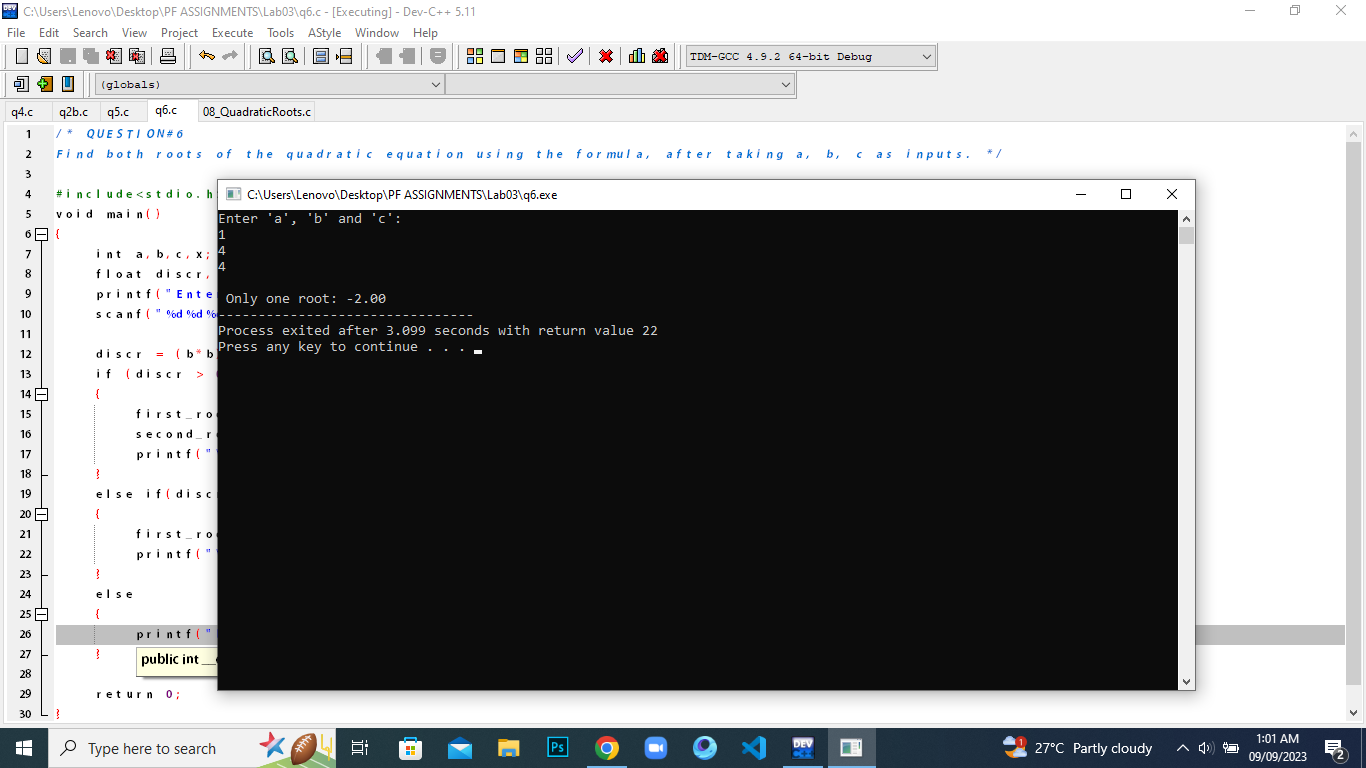 C:\Users\Lenovo\Desktop\PF ASSIGNMENTS\Lab03\q6.c - [Executing] - Dev-C++ 5.11
File Edit Search View Project Execute Tools AStyle Window Help
TDM-GCC 4.9.2 64-bit Debug
(globals)
q4.c q2b.c q5.c q6.c 08_QuadraticRoots.c
1 /* QUESTION#6
2 Find both roots of the quadratic equation using the formula, after taking a, b, c as inputs. */
3
4 #include<stdio.h
5 void main()
6 {
7 int a,b,c,x;
8 float discr,
9 printf("Ente
10 scanf("%d%d%
11
12 discr = (b*b
13 if (discr >
14 {
15 first_roo
16 second_r
17 printf("
18 }
19 else if(disc
20 {
21 first_roo
22 printf("
23 }
24 else
25 {
26 printf("
27 }
public int __
28
29 return 0;
30 }
C:\Users\Lenovo\Desktop\PF ASSIGNMENTS\Lab03\q6.exe
Enter 'a', 'b' and 'c':
1
4
4
Only one root: -2.00
--------------------------------
Process exited after 3.099 seconds with return value 22
Press any key to continue . . .
Type here to search
Ps
DEV
27°C Partly cloudy
1:01 AM
09/09/2023
2